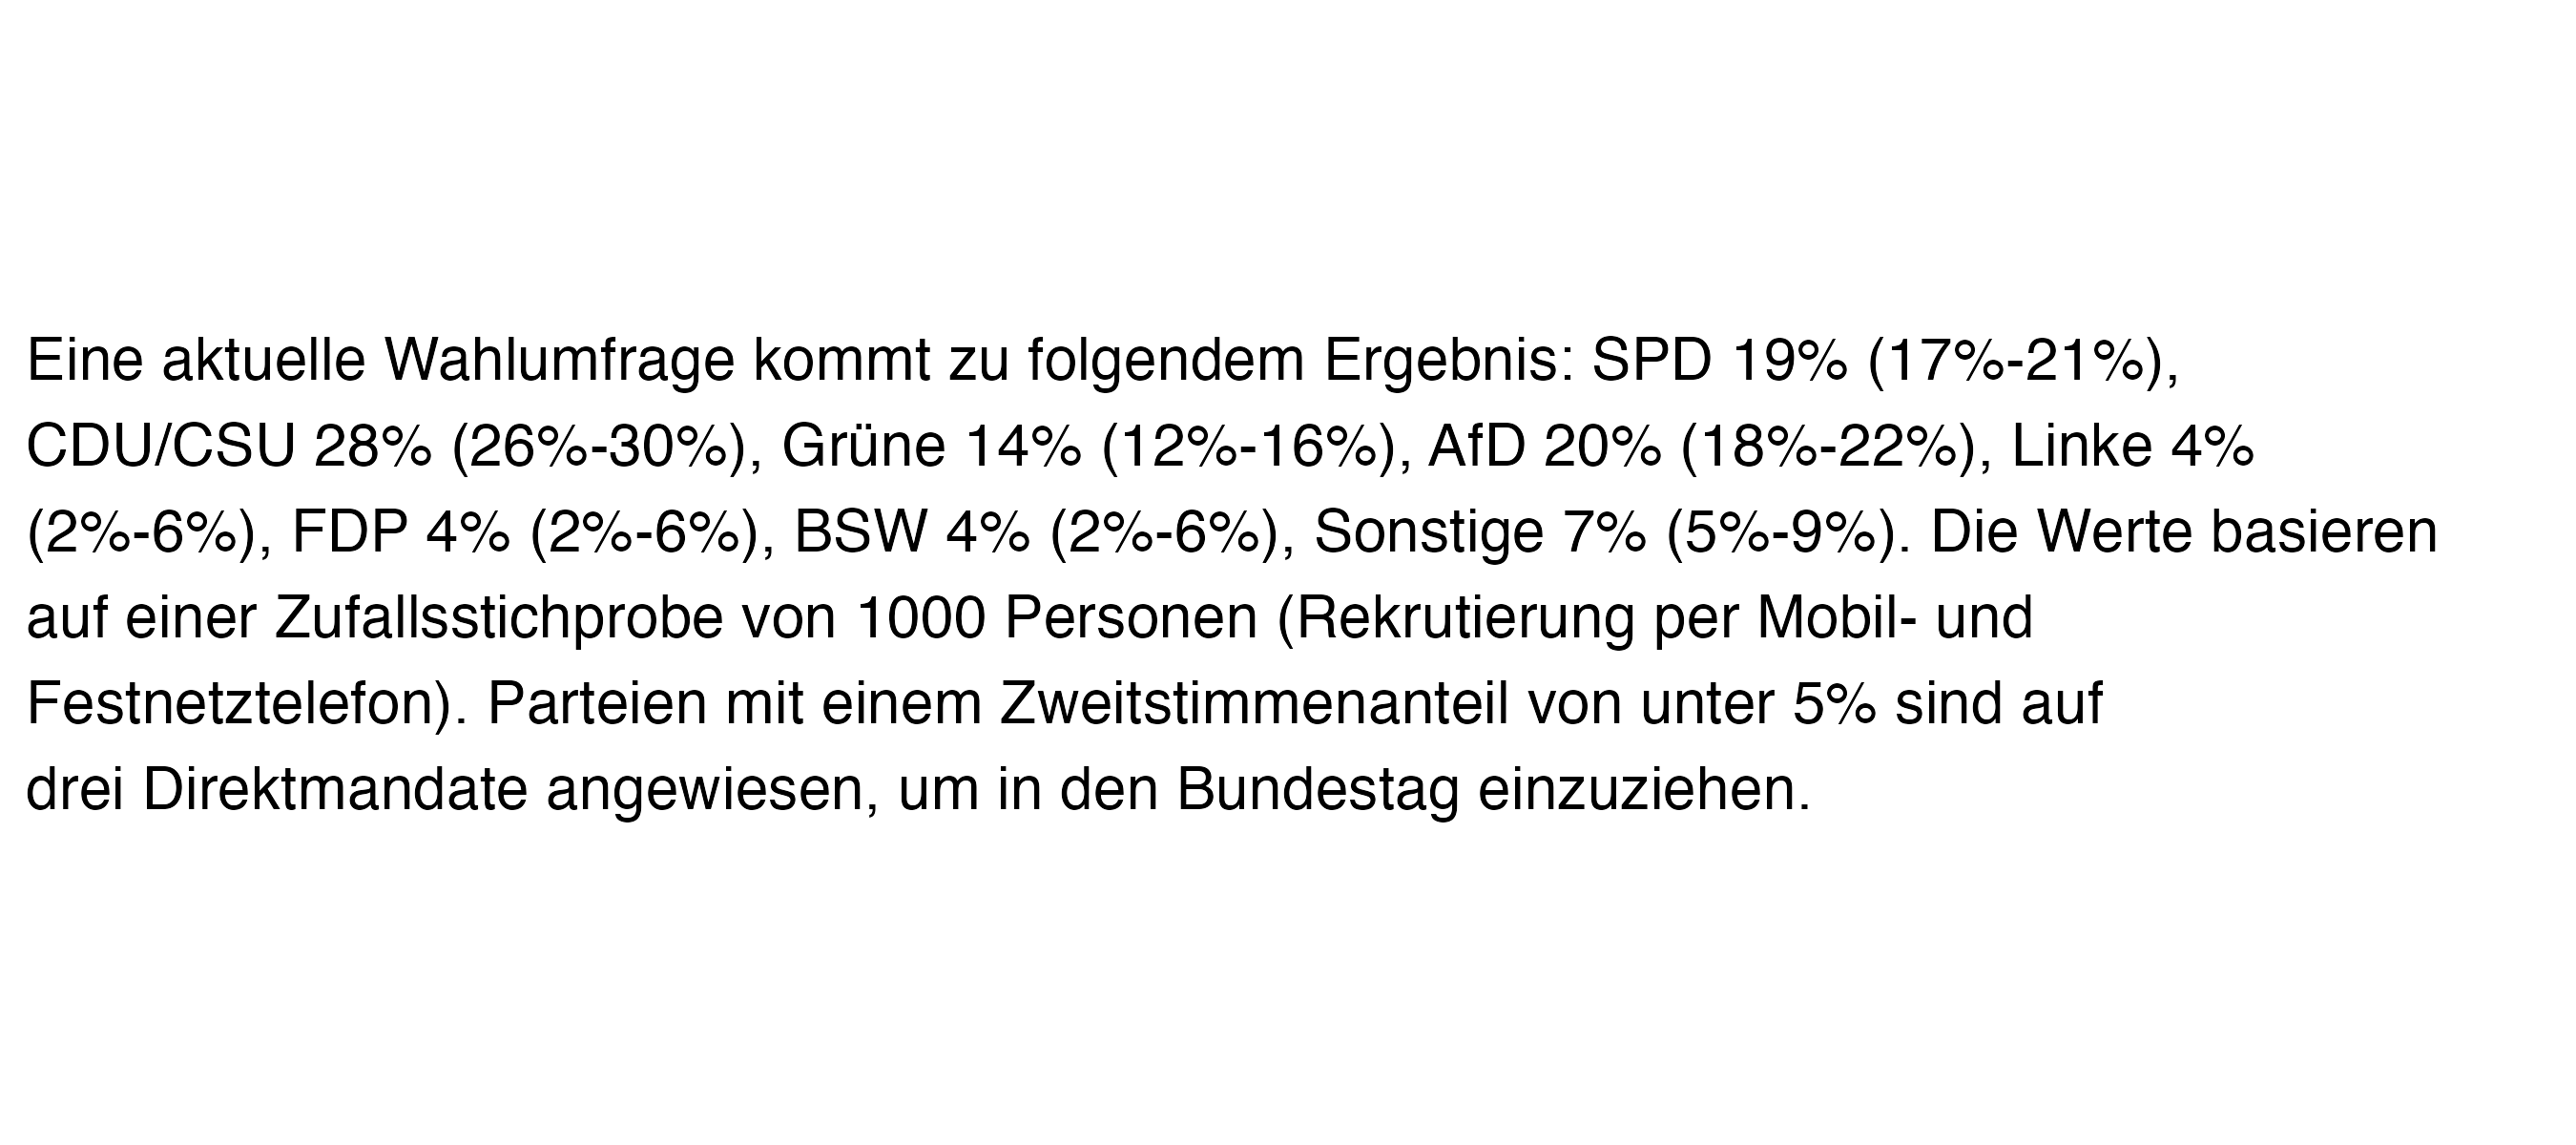 Eine aktuelle Wahlumfrage kommt zu folgendem Ergebnis: SPD 19% (17%-21%),
CDU/CSU 28% (26%-30%), Grüne 14% (12%-16%), AfD 20% (18%-22%), Linke 4%
(2%-6%), FDP 4% (2%-6%), BSW 4% (2%-6%), Sonstige 7% (5%-9%). Die Werte basieren
auf einer Zufallsstichprobe von 1000 Personen (Rekrutierung per Mobil- und
Festnetztelefon). Parteien mit einem Zweitstimmenanteil von unter 5% sind auf
drei Direktmandate angewiesen, um in den Bundestag einzuziehen.